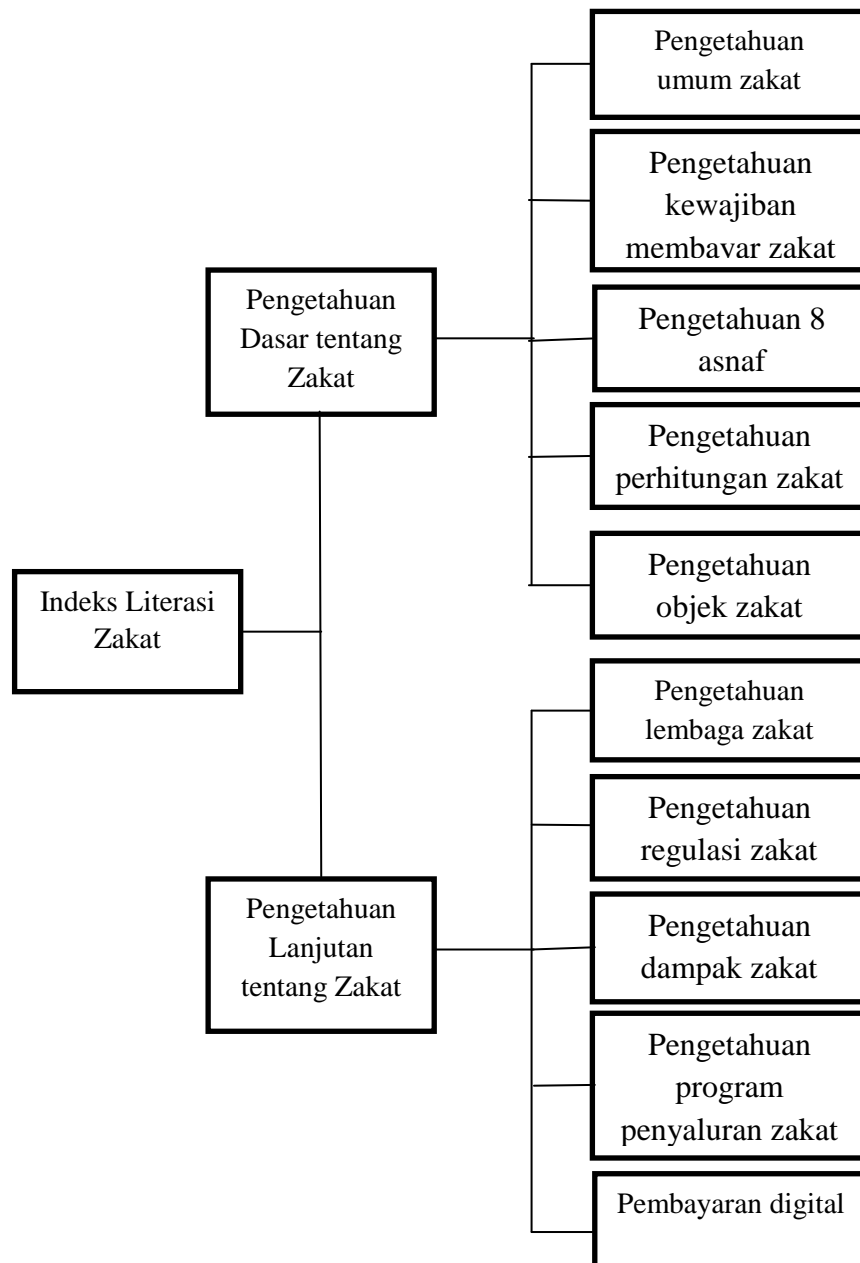 Pengetahuan
umum zakat
Pengetahuan
kewajiban
membavar zakat
Pengetahuan
Dasar tentang
Zakat
Pengetahuan 8
asnaf
Pengetahuan
perhitungan zakat
Pengetahuan
objek zakat
Indeks Literasi
Zakat
Pengetahuan
lembaga zakat
Pengetahuan
regulasi zakat
Pengetahuan
Lanjutan
tentang Zakat
Pengetahuan
dampak zakat
Pengetahuan
program
penyaluran zakat
Pembayaran digital